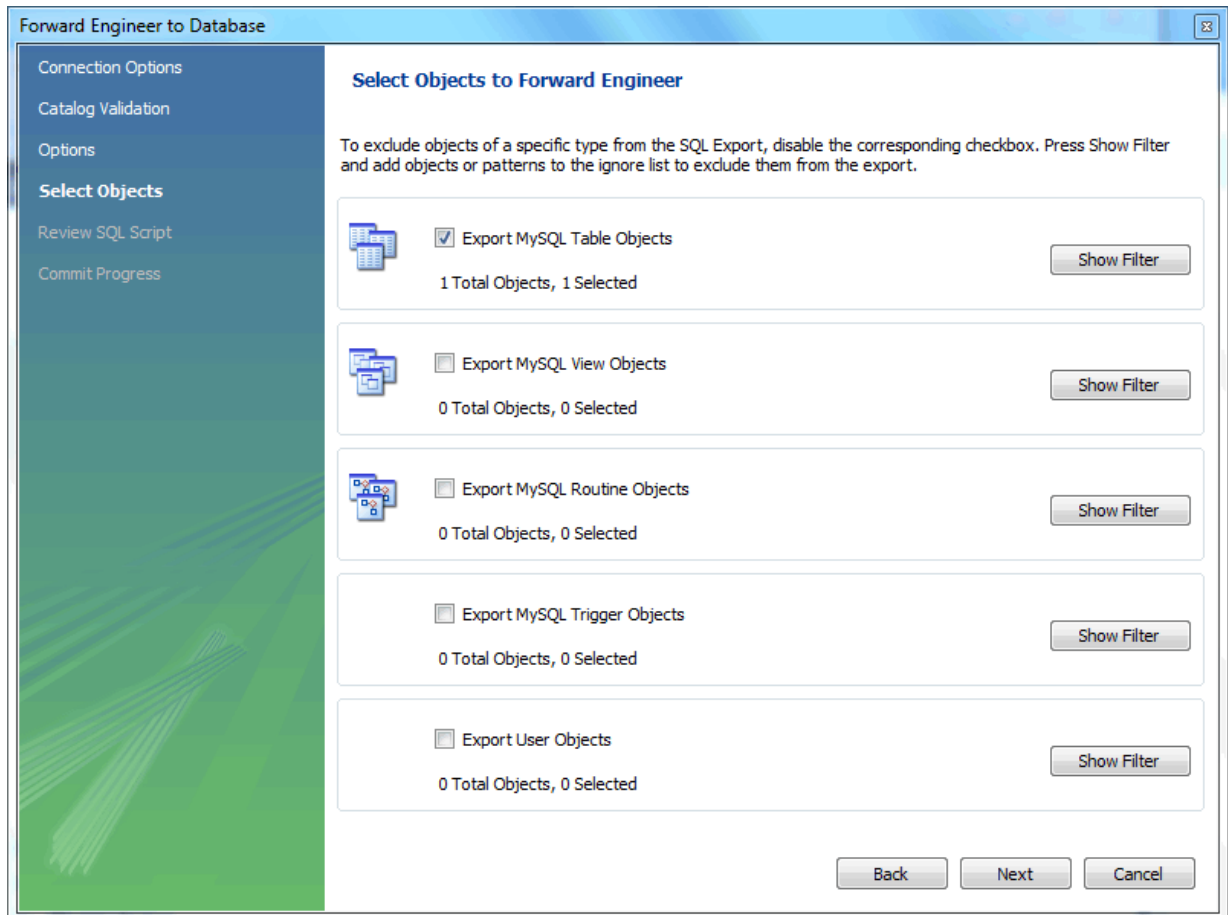 Forward Engineer to Database
Connection Options
Catalog Validation
Options
Select Objects
Review SQL Script
Commit Progress
Select Objects to Forward Engineer
To exclude objects of a specific type from the SQL Export, disable the corresponding checkbox. Press Show Filter
and add objects or patterns to the ignore list to exclude them from the export.
Export MySQL Table Objects
Show Filter
1 Total Objects, 1 Selected
Export MySQL View Objects
Show Filter
0 Total Objects, 0 Selected
Export MySQL Routine Objects
Show Filter
0 Total Objects, 0 Selected
Export MySQL Trigger Objects
Show Filter
0 Total Objects, 0 Selected
Export User Objects
Show Filter
0 Total Objects, 0 Selected
Back Next Cancel